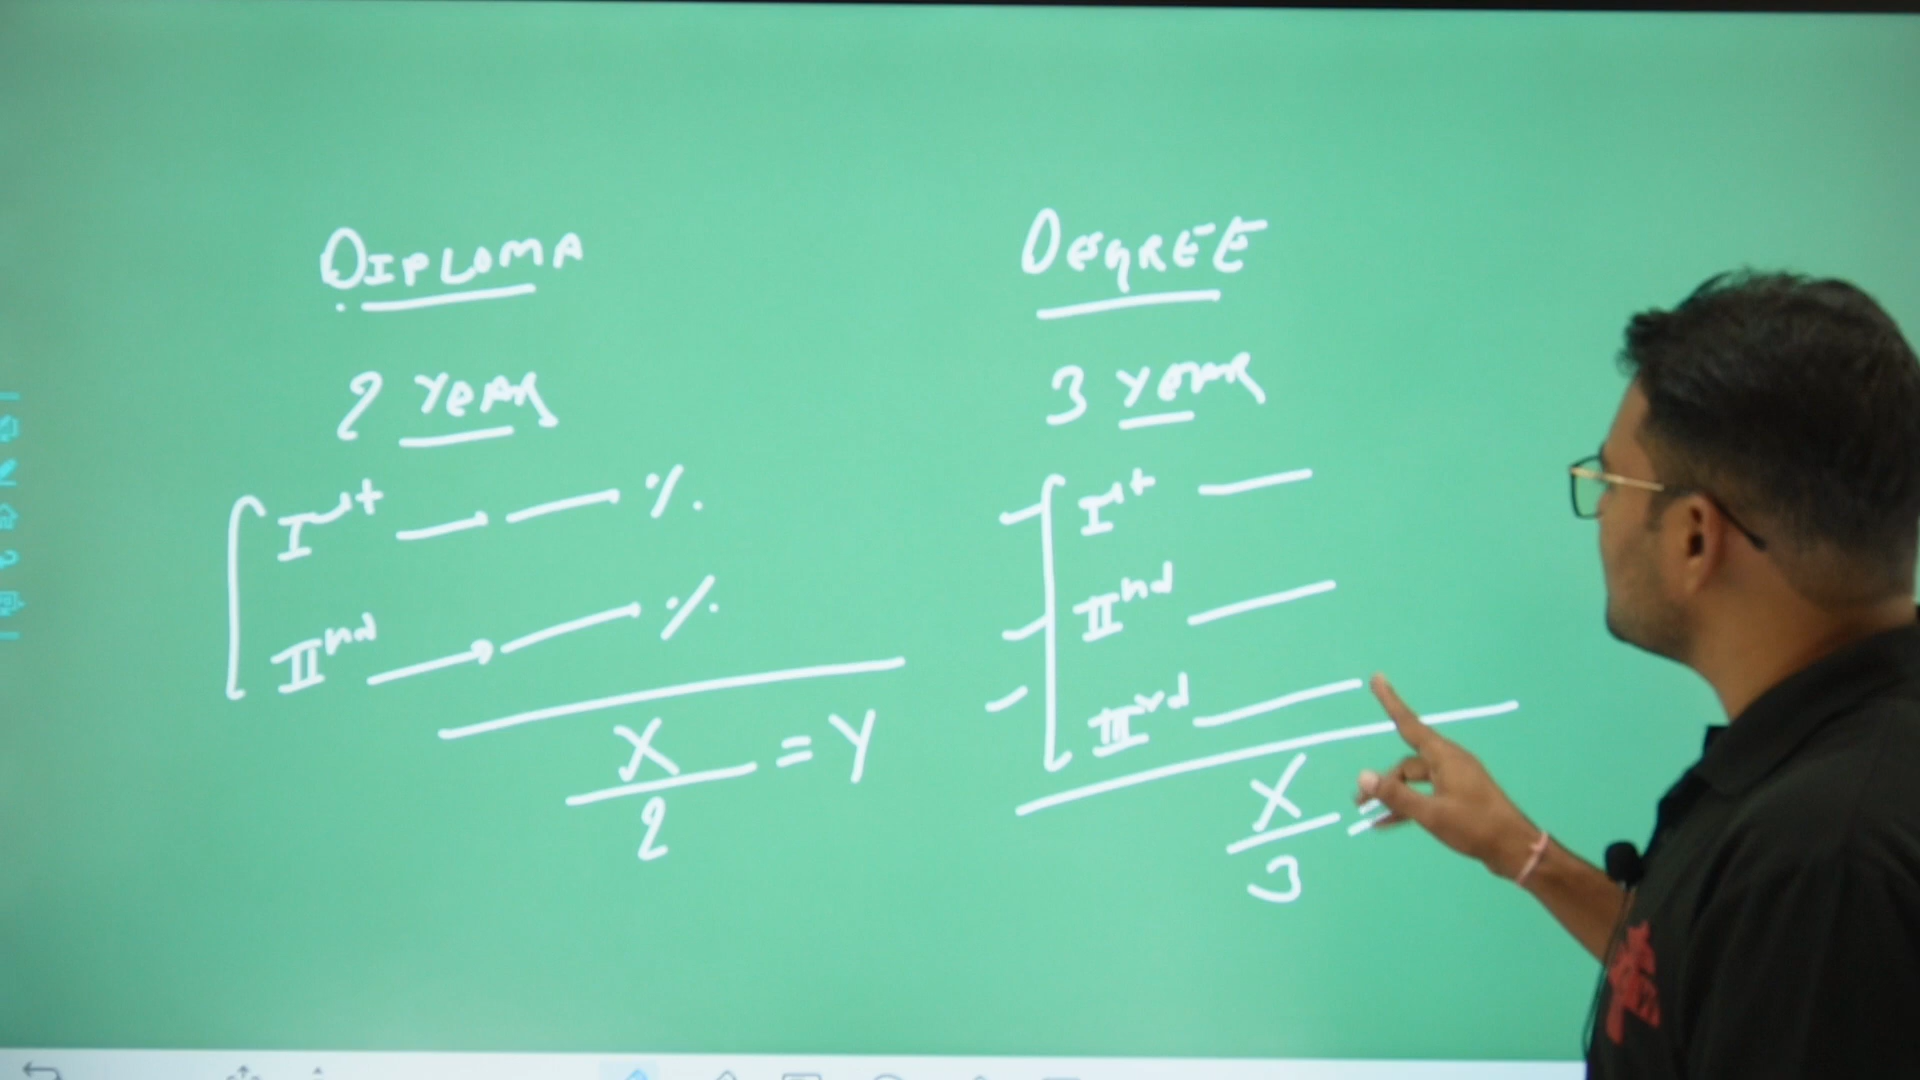 DIPLOMA
2 YEAR
Ist — — %.
IInd — — %.
X/2 = Y
DEGREE
3 YEAR
Ist —
IInd —
IIIrd —
X/3 =